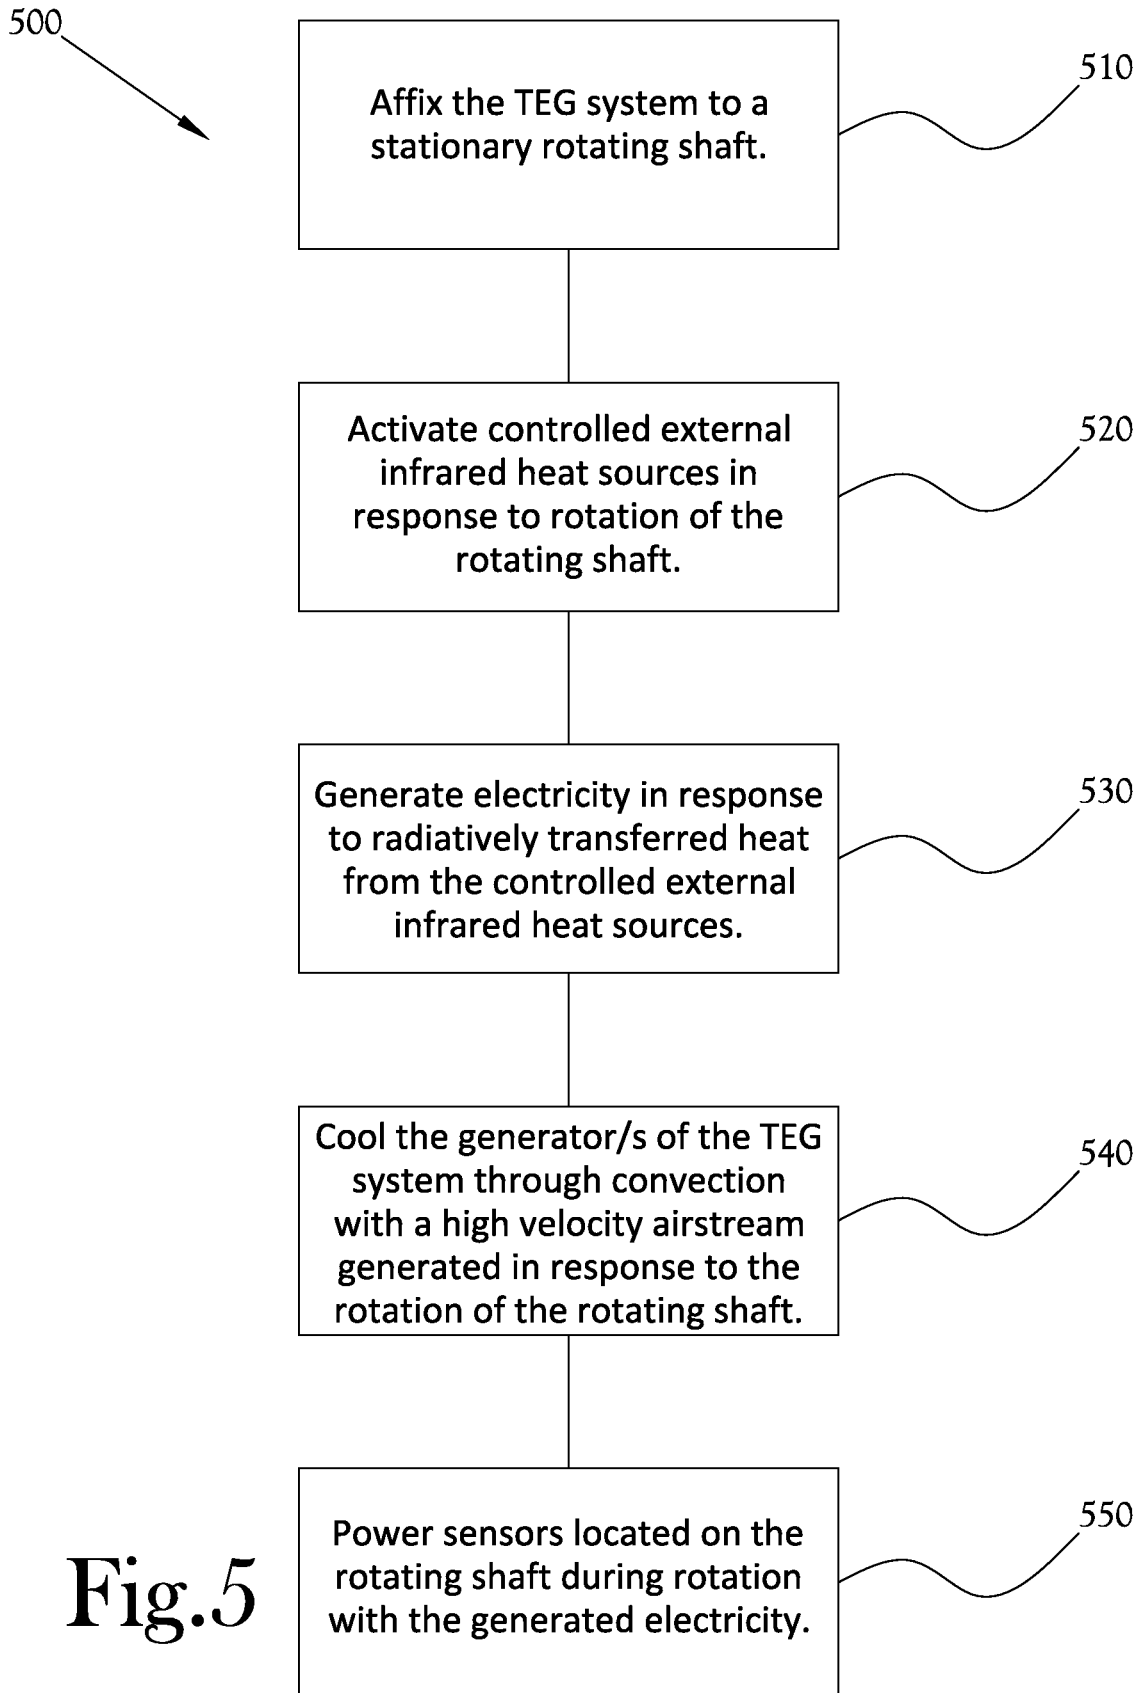 500
510
Affix the TEG system to a
stationary rotating shaft.
520
Activate controlled external
infrared heat sources in
response to rotation of the
rotating shaft.
530
Generate electricity in response
to radiatively transferred heat
from the controlled external
infrared heat sources.
540
Cool the generator/s of the TEG
system through convection
with a high velocity airstream
generated in response to the
rotation of the rotating shaft.
550
Power sensors located on the
rotating shaft during rotation
with the generated electricity.
Fig.5